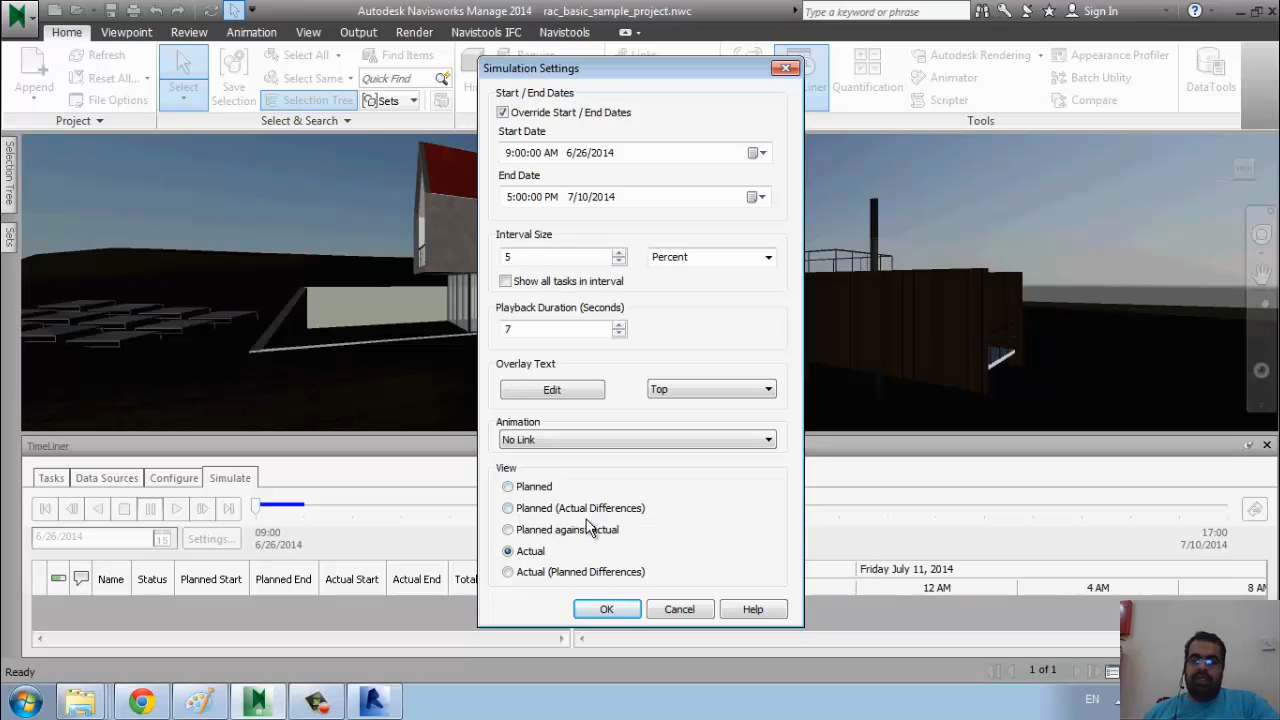 Autodesk Navisworks Manage 2014 rac_basic_sample_project.nwc
Type a keyword or phrase
Sign In
Home Viewpoint Review Animation View Output Render Navistools IFC Navistools
Append
Refresh
File Options
Project
Select
Save Selection
Select All
Select Same
Selection Tree
Find Items
Quick Find
Sets
Select & Search
Quantification
Autodesk Rendering
Animator
Scripter
Appearance Profiler
Batch Utility
Compare
DataTools
Tools
Selection Tree
Sets
Simulation Settings
Start / End Dates
Override Start / End Dates
Start Date
9:00:00 AM 6/26/2014
End Date
5:00:00 PM 7/10/2014
Interval Size
5 Percent
Show all tasks in interval
Playback Duration (Seconds)
7
Overlay Text
Edit Top
Animation
No Link
View
Planned
Planned (Actual Differences)
Planned against Actual
Actual
Actual (Planned Differences)
OK Cancel Help
TimeLiner
Tasks Data Sources Configure Simulate
6/26/2014 15 Settings...
09:00
6/26/2014
17:00
7/10/2014
Name Status Planned Start Planned End Actual Start Actual End
Friday July 11, 2014
12 AM 4 AM
Ready
1 of 1
EN